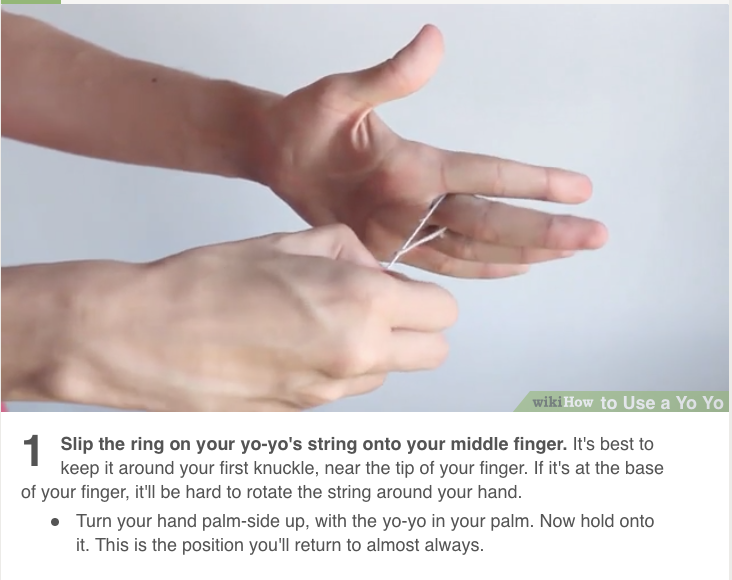 wikiHow to Use a Yo Yo
1 Slip the ring on your yo-yo's string onto your middle finger. It's best to
keep it around your first knuckle, near the tip of your finger. If it's at the base
of your finger, it'll be hard to rotate the string around your hand.
● Turn your hand palm-side up, with the yo-yo in your palm. Now hold onto
it. This is the position you'll return to almost always.